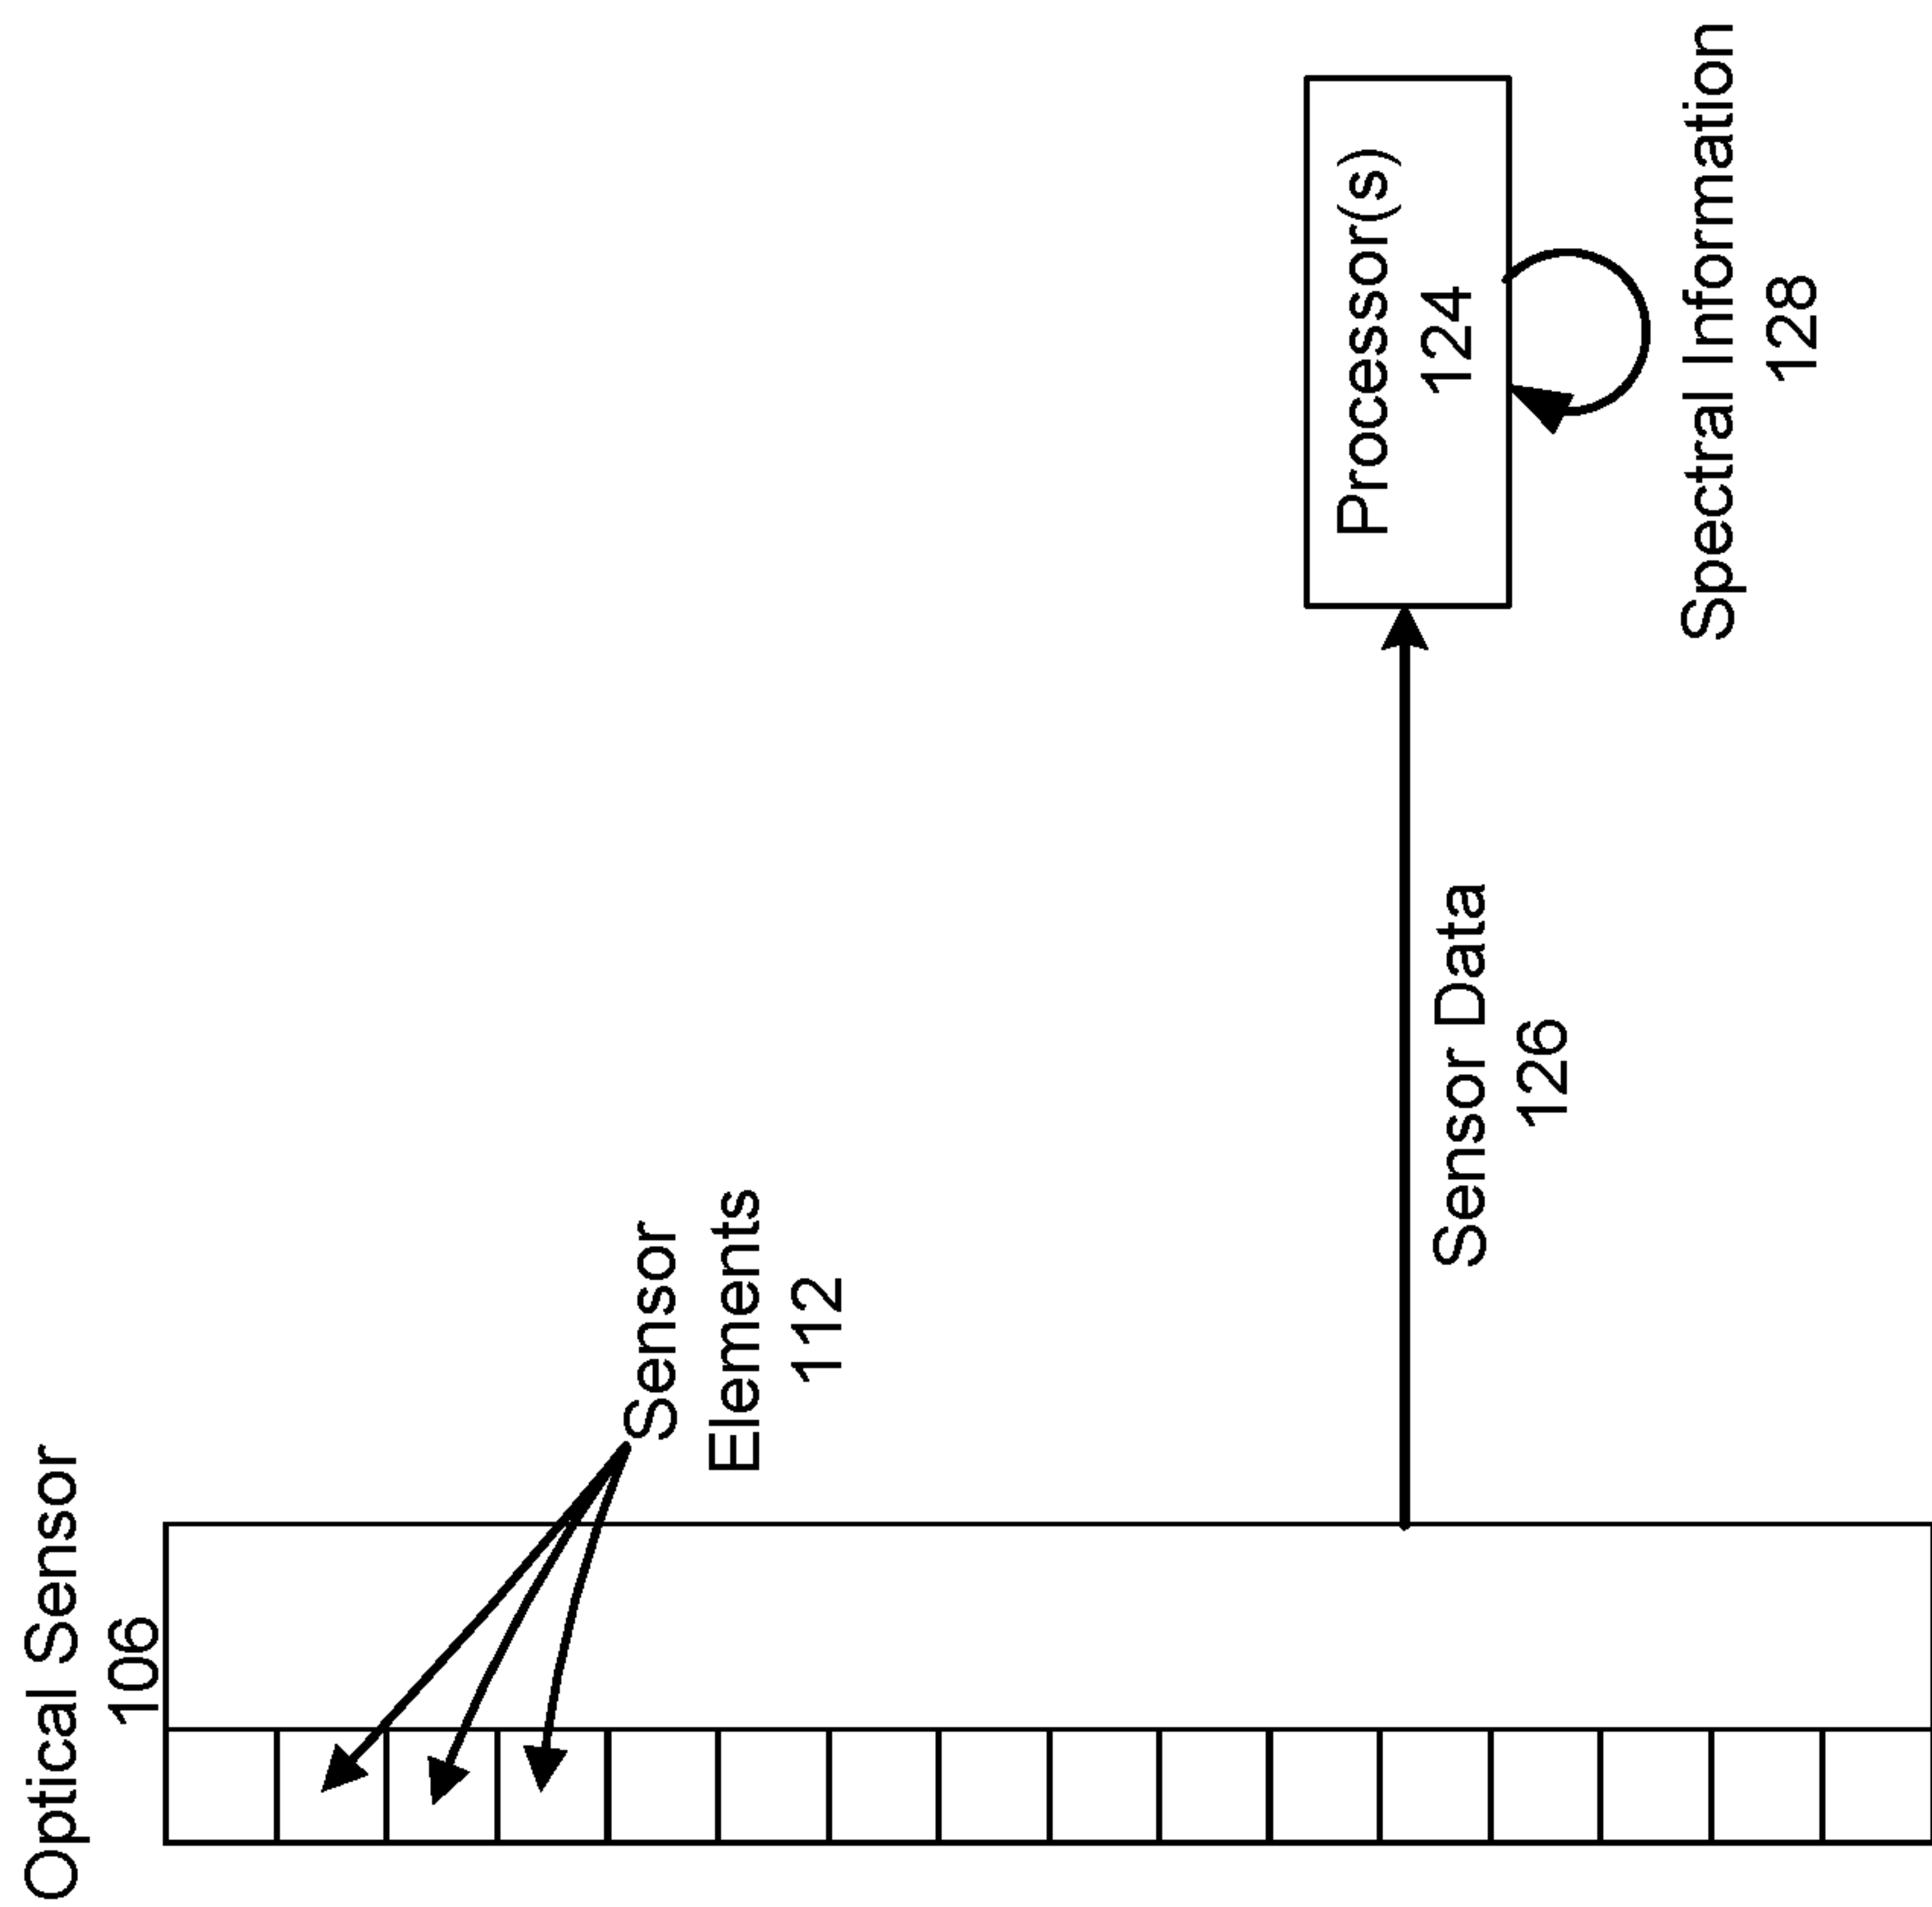 Optical Sensor
106
Sensor
Elements
112
Sensor Data
126
Processor(s)
124
Spectral Information
128